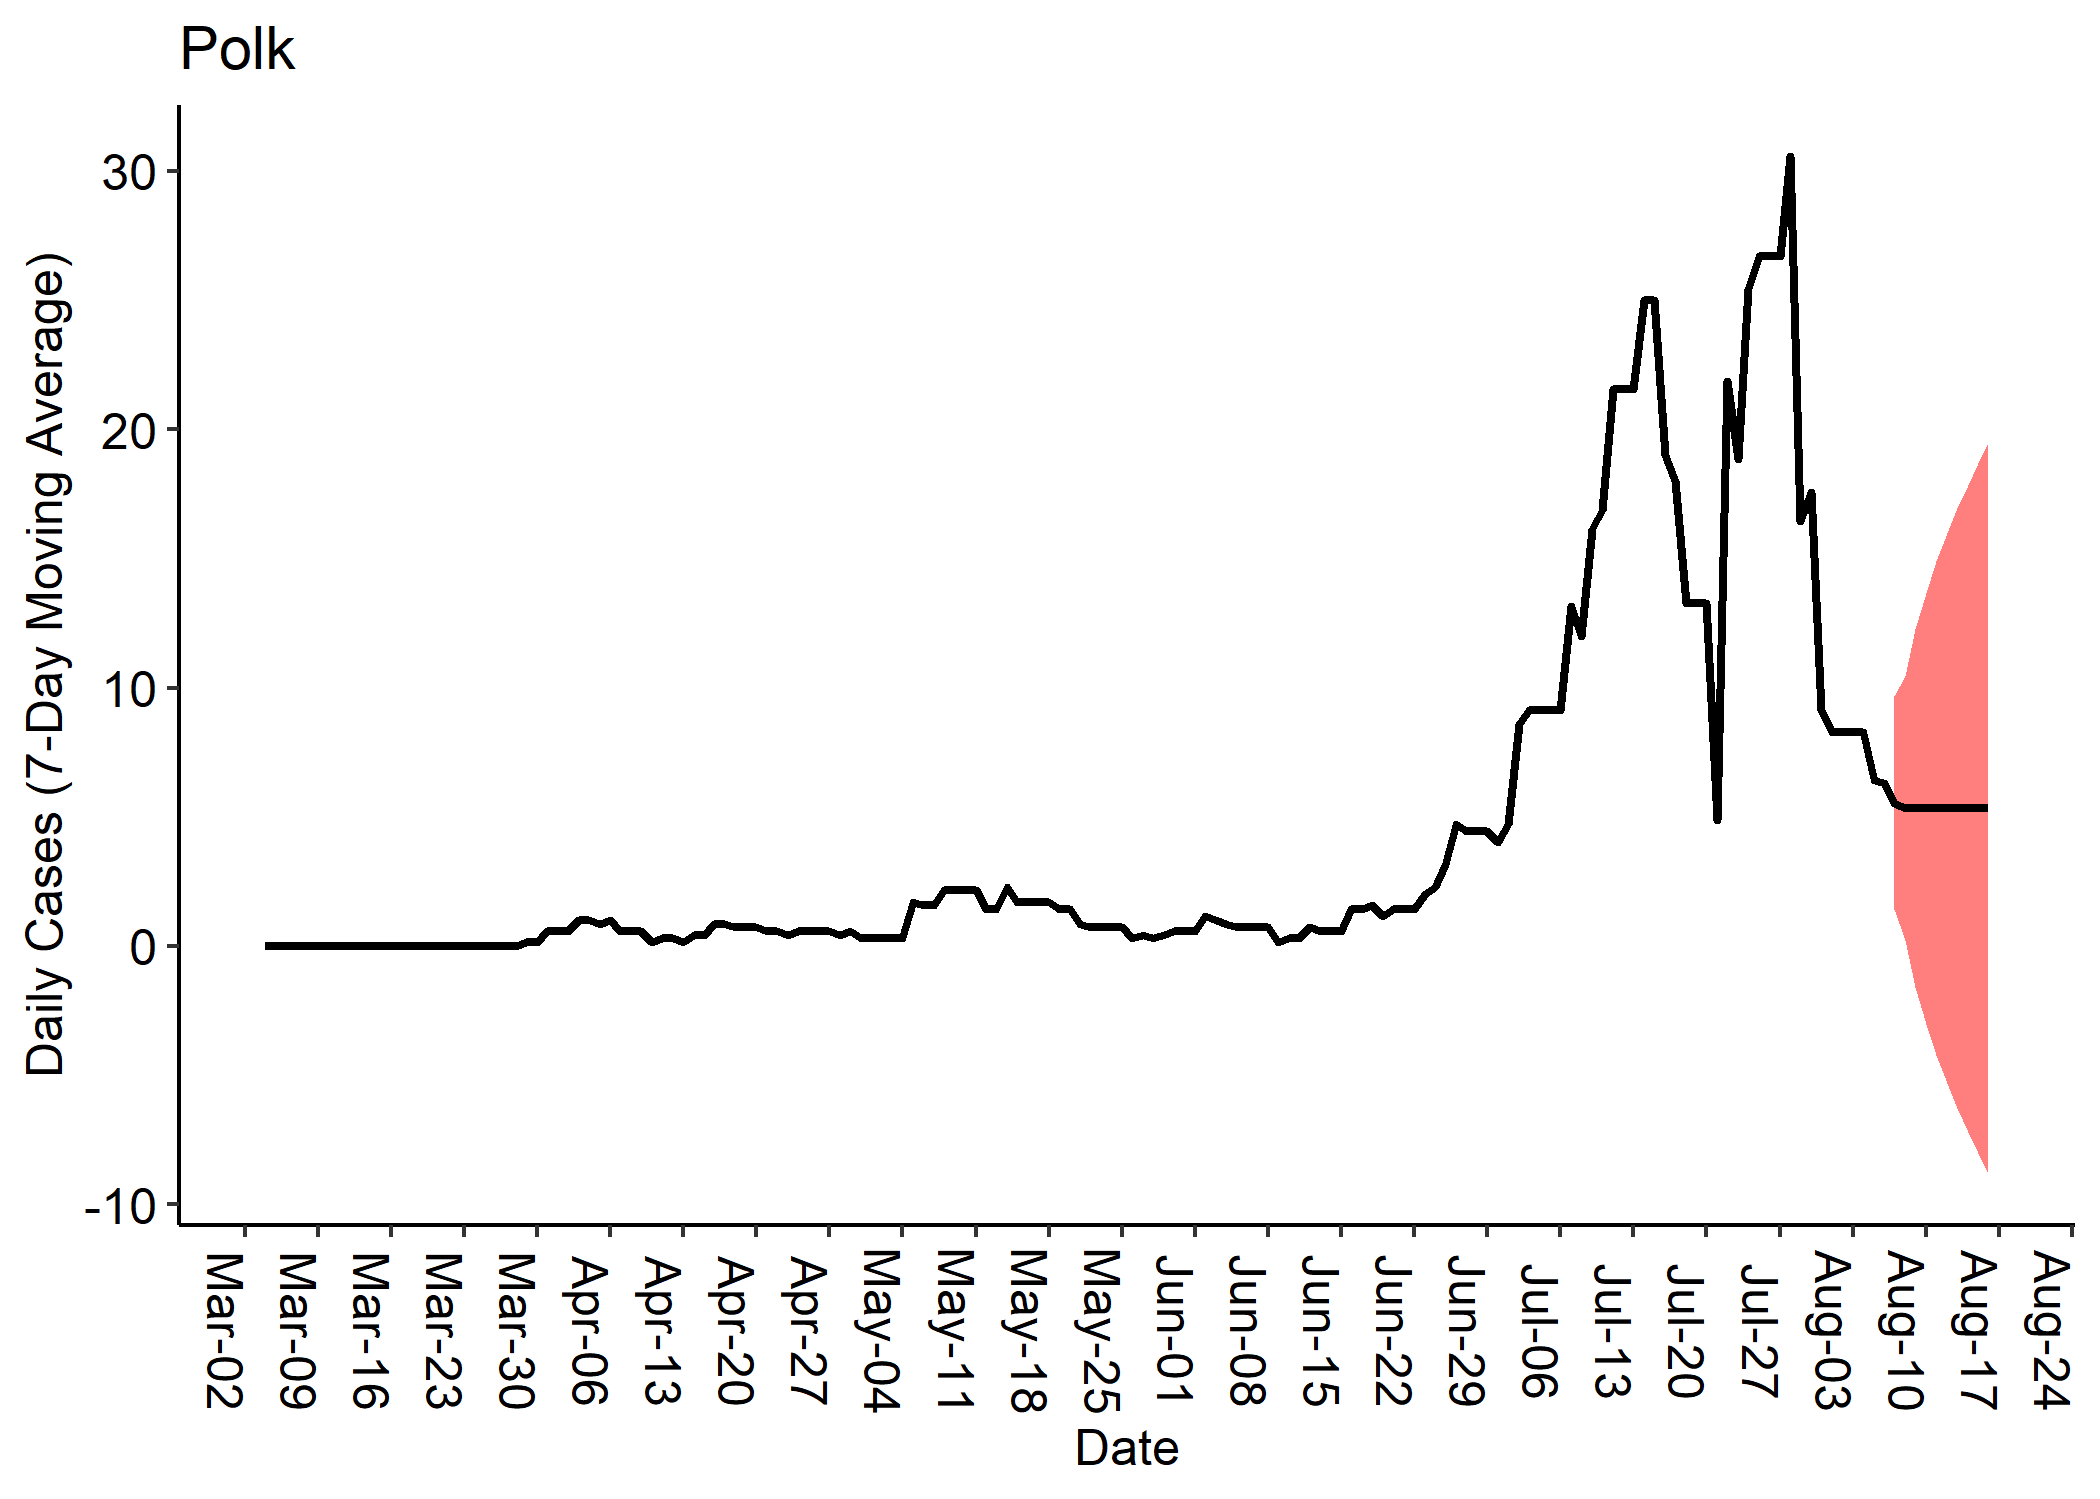 Polk
Daily Cases (7-Day Moving Average)
30
20
10
0
-10
Mar-02
Mar-09
Mar-16
Mar-23
Mar-30
Apr-06
Apr-13
Apr-20
Apr-27
May-04
May-11
May-18
May-25
Jun-01
Jun-08
Jun-15
Jun-22
Jun-29
Jul-06
Jul-13
Jul-20
Jul-27
Aug-03
Aug-10
Aug-17
Aug-24
Date